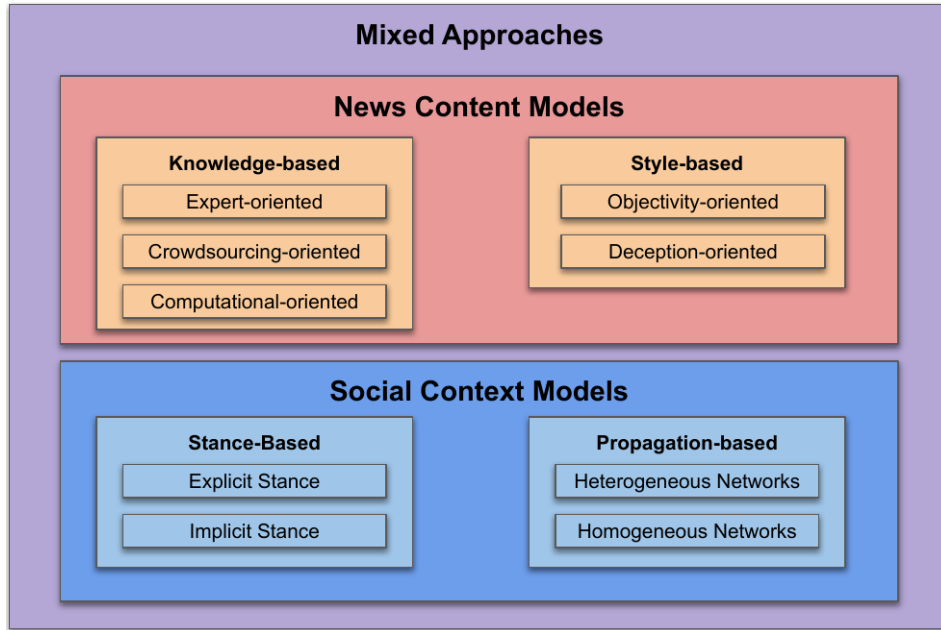 Mixed Approaches
News Content Models
Knowledge-based
Expert-oriented
Crowdsourcing-oriented
Computational-oriented
Style-based
Objectivity-oriented
Deception-oriented
Social Context Models
Stance-Based
Explicit Stance
Implicit Stance
Propagation-based
Heterogeneous Networks
Homogeneous Networks